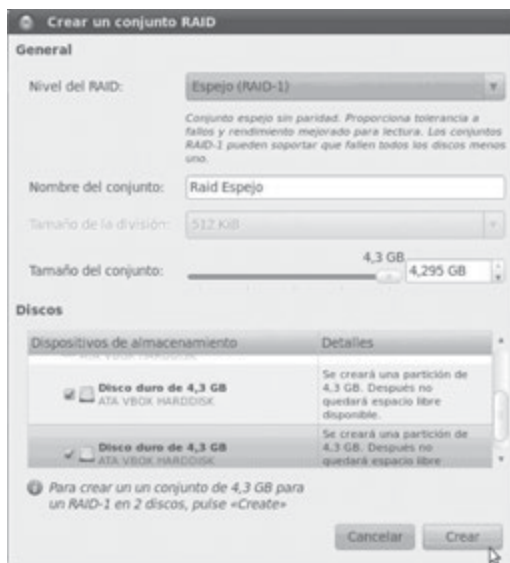 Crear un conjunto RAID
General
Nivel del RAID:
Espejo (RAID-1)
Conjunto espejo sin paridad. Proporciona tolerancia a
fallos y rendimiento mejorado para lectura. Los conjuntos
RAID-1 pueden soportar que fallen todos los discos menos
uno.
Nombre del conjunto:
Raid Espejo
Tamaño de la división:
512 KiB
Tamaño del conjunto:
4,3 GB
4,295 GB
Discos
Dispositivos de almacenamiento
Detalles
ATA VBOX HARDDISK
Disco duro de 4,3 GB
ATA VBOX HARDDISK
Se creará una partición de
4,3 GB. Después no
quedará espacio libre
disponible.
Disco duro de 4,3 GB
ATA VBOX HARDDISK
Se creará una partición de
4,3 GB. Después no
quedará espacio libre
Para crear un un conjunto de 4,3 GB para
un RAID-1 en 2 discos, pulse «Create»
Cancelar
Crear